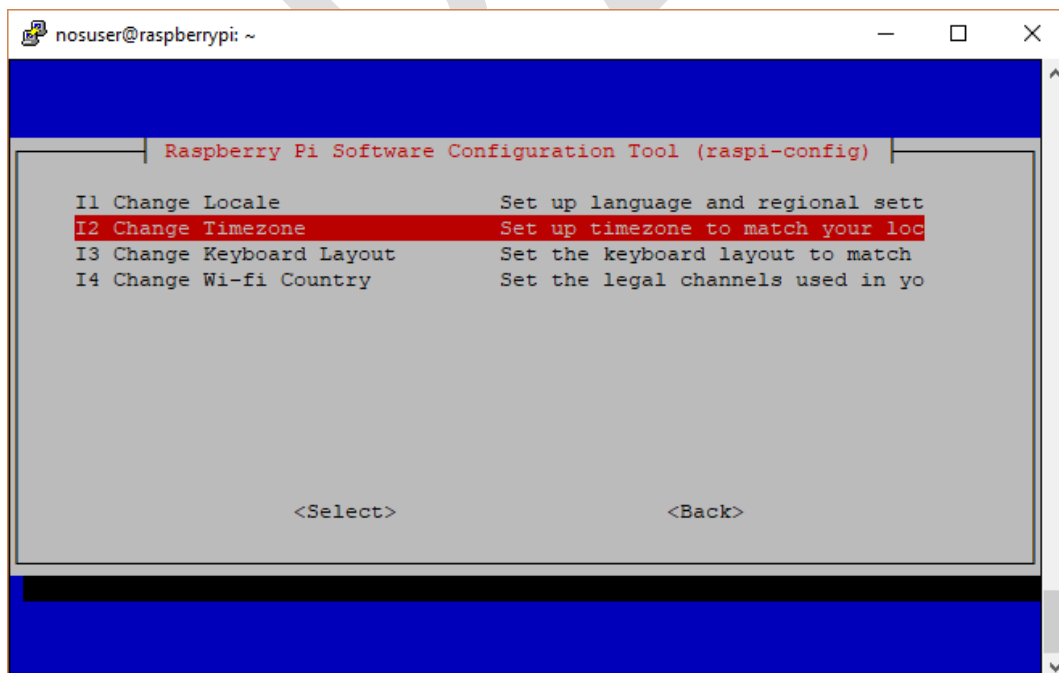 nosuser@raspberrypi: ~
Raspberry Pi Software Configuration Tool (raspi-config)
I1 Change Locale Set up language and regional sett
I2 Change Timezone Set up timezone to match your loc
I3 Change Keyboard Layout Set the keyboard layout to match
I4 Change Wi-fi Country Set the legal channels used in yo
<Select> <Back>